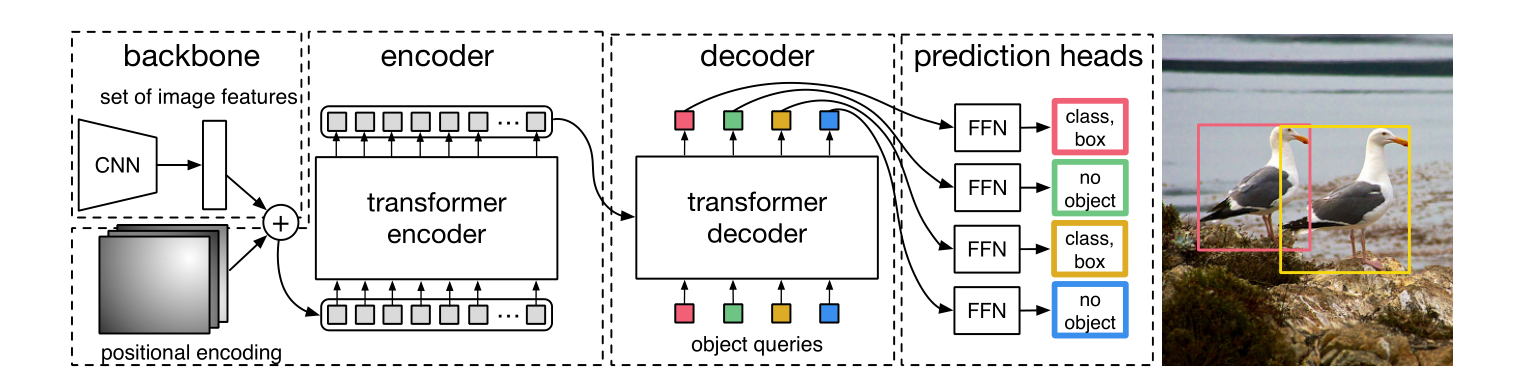 backbone
set of image features
CNN
+
positional encoding
encoder
...
transformer
encoder
...
decoder
transformer
decoder
object queries
prediction heads
FFN
class,
box
FFN
no
object
FFN
class,
box
FFN
no
object